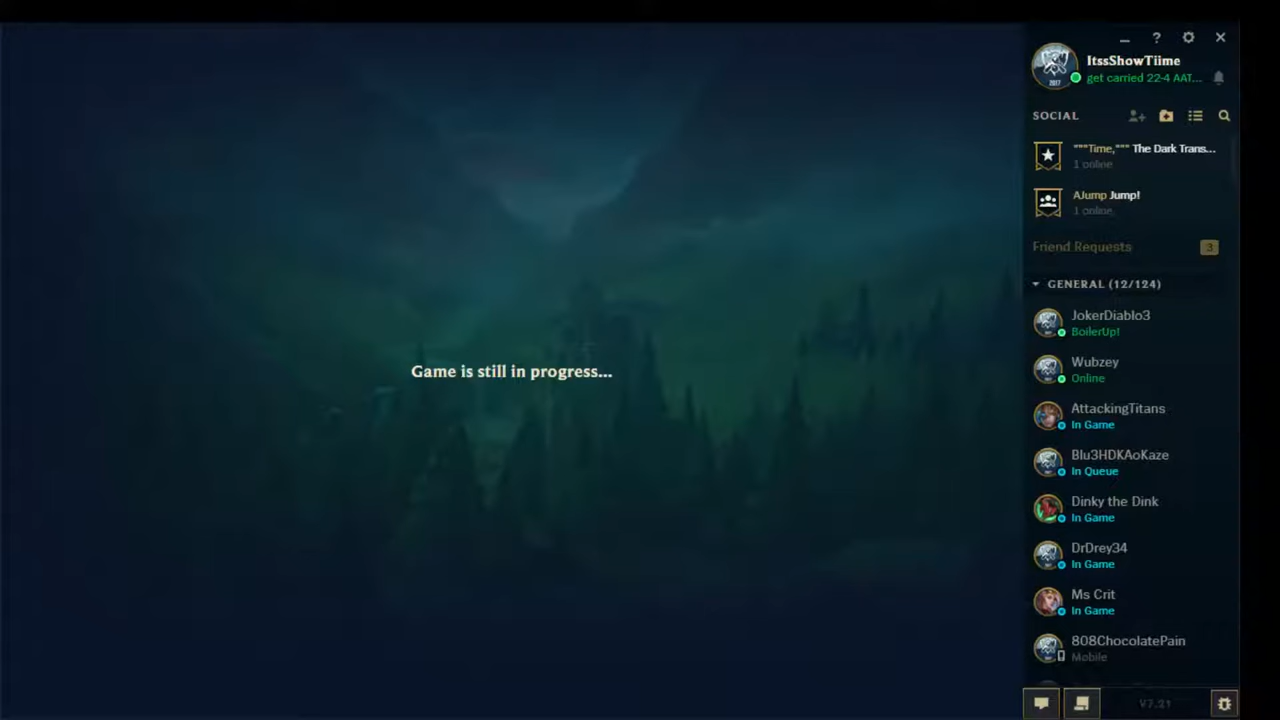 ItssShowTiime
get carried 22-4 AAT...
SOCIAL
"""Time,""" The Dark Trans...
1 online
AJump Jump!
1 online
Friend Requests 3
GENERAL (12/124)
JokerDiablo3
BoilerUp!
Wubzey
Online
Game is still in progress...
AttackingTitans
In Game
Blu3HDKAoKaze
In Queue
Dinky the Dink
In Game
DrDrey34
In Game
Ms Crit
In Game
808ChocolatePain
Mobile
V7.21